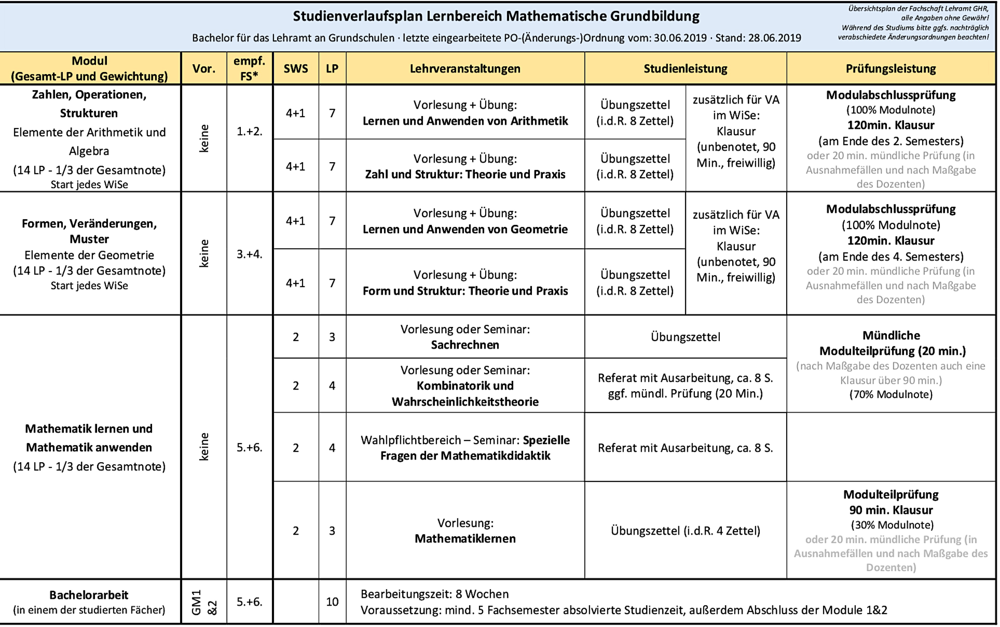 Studienverlaufsplan Lernbereich Mathematische Grundbildung
Bachelor für das Lehramt an Grundschulen · letzte eingearbeitete PO-(Änderungs-)Ordnung vom: 30.06.2019 · Stand: 28.06.2019
Übersichtsplan der Fachschaft Lehramt GHR,
alle Angaben ohne Gewähr!
Während des Studiums bitte ggfs. nachträglich
verabschiedete Änderungsordnungen beachten!
Modul
(Gesamt-LP und Gewichtung)
Vor.
empf.
FS*
SWS
LP
Lehrveranstaltungen
Studienleistung
Prüfungsleistung
Zahlen, Operationen,
Strukturen
Elemente der Arithmetik und
Algebra
(14 LP - 1/3 der Gesamtnote)
Start jedes WiSe
keine
1.+2.
4+1
7
Vorlesung + Übung:
Lernen und Anwenden von Arithmetik
Übungszettel
(i.d.R. 8 Zettel)
4+1
7
Vorlesung + Übung:
Zahl und Struktur: Theorie und Praxis
Übungszettel
(i.d.R. 8 Zettel)
zusätzlich für VA
im WiSe:
Klausur
(unbenotet, 90
Min., freiwillig)
Modulabschlussprüfung
(100% Modulnote)
120min. Klausur
(am Ende des 2. Semesters)
oder 20 min. mündliche Prüfung (in
Ausnahmefällen und nach Maßgabe
des Dozenten)
Formen, Veränderungen,
Muster
Elemente der Geometrie
(14 LP - 1/3 der Gesamtnote)
Start jedes WiSe
keine
3.+4.
4+1
7
Vorlesung + Übung:
Lernen und Anwenden von Geometrie
Übungszettel
(i.d.R. 8 Zettel)
4+1
7
Vorlesung + Übung:
Form und Struktur: Theorie und Praxis
Übungszettel
(i.d.R. 8 Zettel)
zusätzlich für VA
im WiSe:
Klausur
(unbenotet, 90
Min., freiwillig)
Modulabschlussprüfung
(100% Modulnote)
120min. Klausur
(am Ende des 4. Semesters)
oder 20 min. mündliche Prüfung (in
Ausnahmefällen und nach Maßgabe
des Dozenten)
Mathematik lernen und
Mathematik anwenden
(14 LP - 1/3 der Gesamtnote)
keine
5.+6.
2
3
Vorlesung oder Seminar:
Sachrechnen
Übungszettel
2
4
Vorlesung oder Seminar:
Kombinatorik und
Wahrscheinlichkeitstheorie
Referat mit Ausarbeitung, ca. 8 S.
ggf. mündl. Prüfung (20 Min.)
Mündliche
Modulteilprüfung (20 min.)
(nach Maßgabe des Dozenten auch eine
Klausur über 90 min.)
(70% Modulnote)
2
4
Wahlpflichtbereich – Seminar: Spezielle
Fragen der Mathematikdidaktik
Referat mit Ausarbeitung, ca. 8 S.
2
3
Vorlesung:
Mathematiklernen
Übungszettel (i.d.R. 4 Zettel)
Modulteilprüfung
90 min. Klausur
(30% Modulnote)
oder 20 min. mündliche Prüfung (in
Ausnahmefällen und nach Maßgabe des
Dozenten)
Bachelorarbeit
(in einem der studierten Fächer)
GM1
&2
5.+6.
10
Bearbeitungszeit: 8 Wochen
Voraussetzung: mind. 5 Fachsemester absolvierte Studienzeit, außerdem Abschluss der Module 1&2